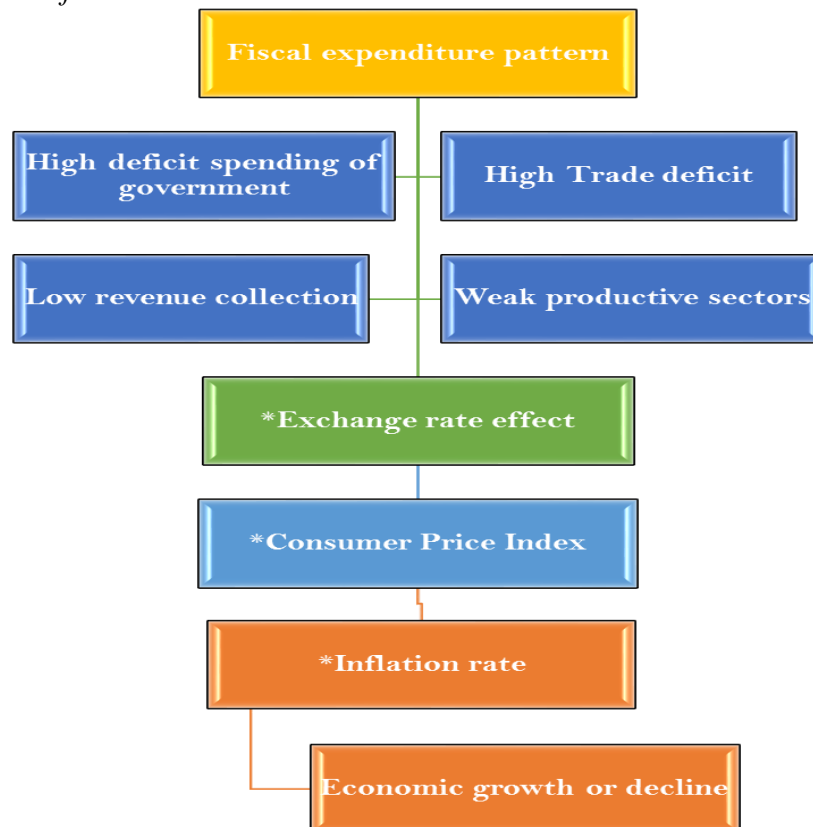 Fiscal expenditure pattern
High deficit spending of
government
High Trade deficit
Low revenue collection
Weak productive sectors
*Exchange rate effect
*Consumer Price Index
*Inflation rate
Economic growth or decline